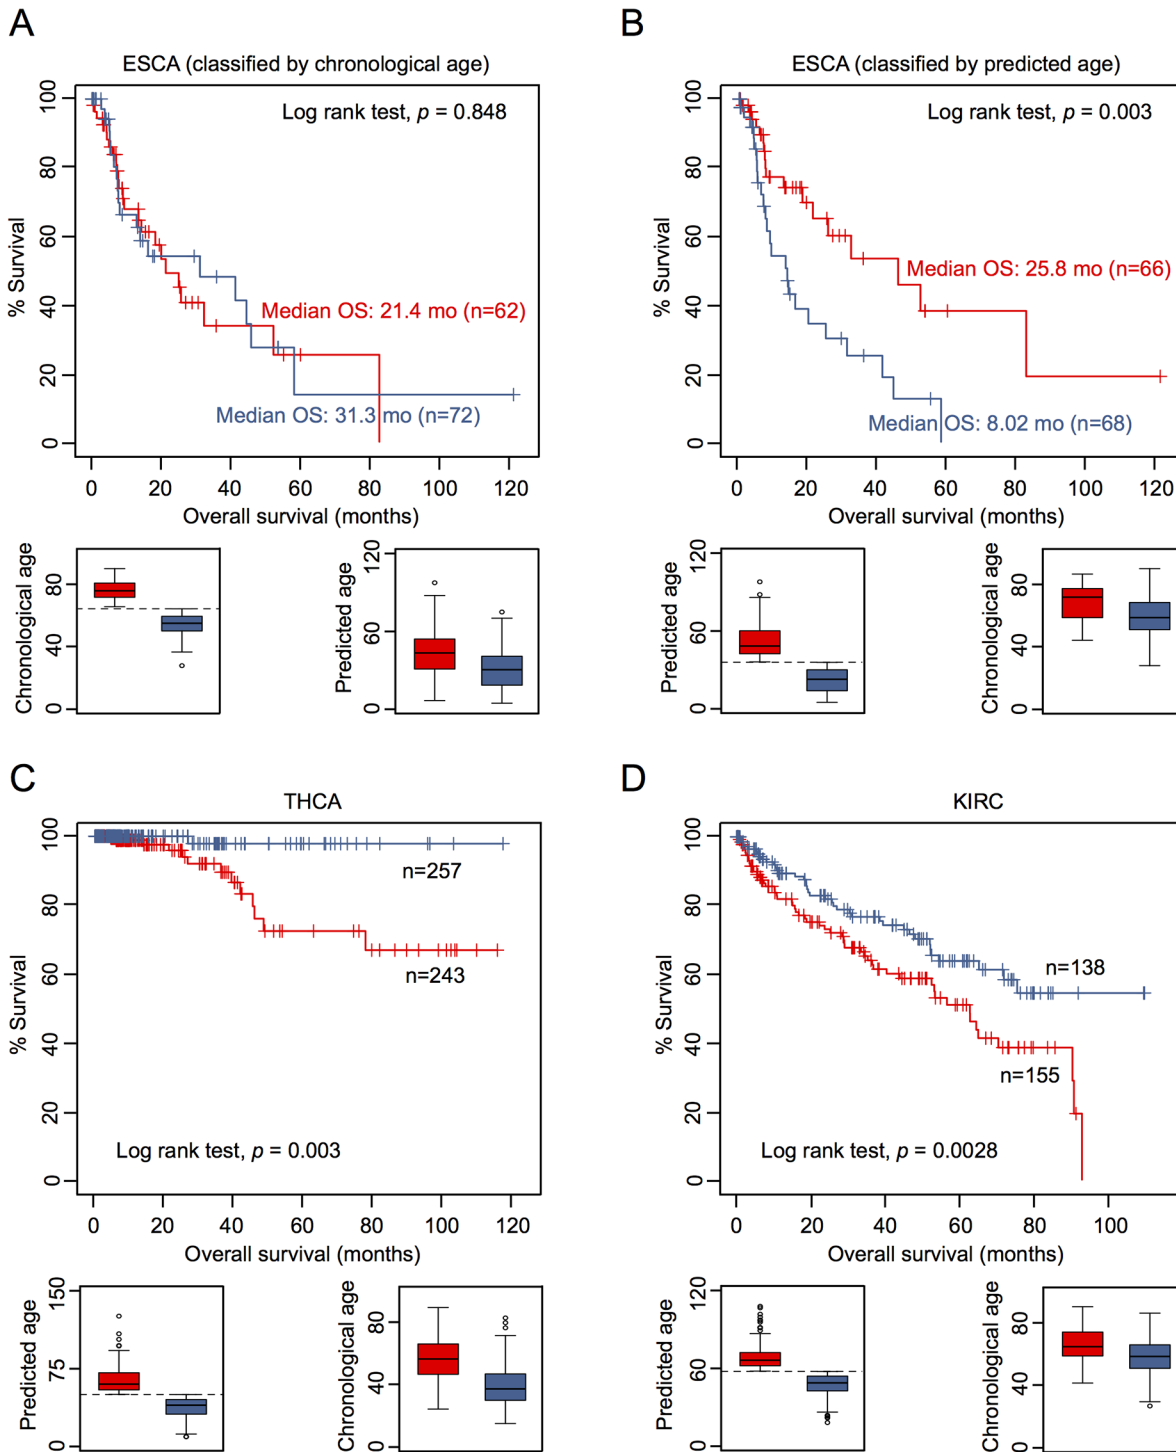 A
ESCA (classified by chronological age)
Log rank test, p = 0.848
% Survival
100
80
60
40
20
0
Median OS: 21.4 mo (n=62)
Median OS: 31.3 mo (n=72)
0 20 40 60 80 100 120
Overall survival (months)
Chronological age
80
40
0
Predicted age
120
60
0
B
ESCA (classified by predicted age)
Log rank test, p = 0.003
% Survival
100
80
60
40
20
0
Median OS: 25.8 mo (n=66)
Median OS: 8.02 mo (n=68)
0 20 40 60 80 100 120
Overall survival (months)
Predicted age
120
60
0
Chronological age
80
40
0
C
THCA
% Survival
100
80
60
40
20
0
n=257
n=243
Log rank test, p = 0.003
0 20 40 60 80 100 120
Overall survival (months)
Predicted age
150
75
0
Chronological age
80
40
0
D
KIRC
% Survival
100
80
60
40
20
0
n=138
n=155
Log rank test, p = 0.0028
0 20 40 60 80 100
Overall survival (months)
Predicted age
120
60
0
Chronological age
80
40
0